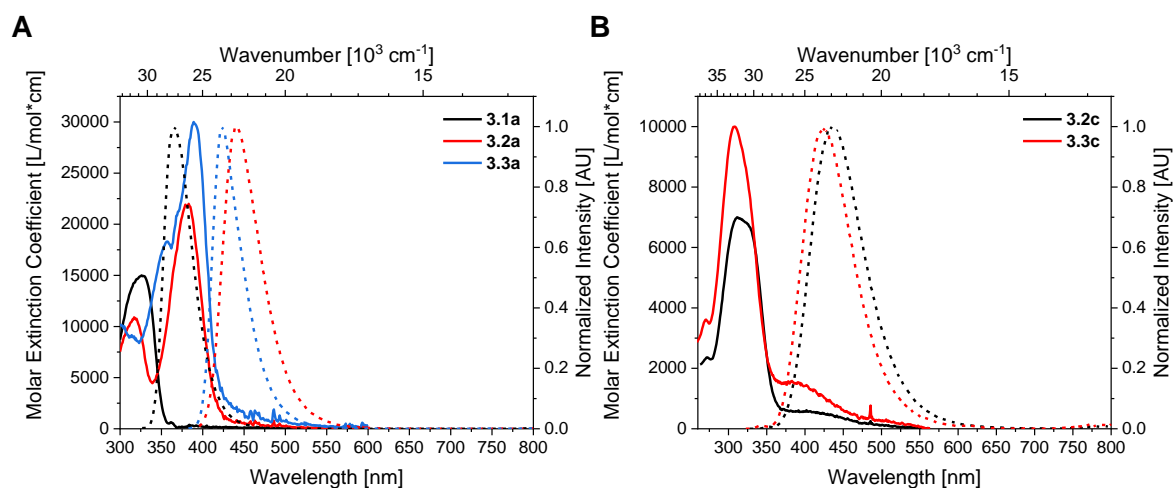 A
Wavenumber [10³ cm⁻¹]
30 25 20 15
Molar Extinction Coefficient [L/mol*cm]
30000
25000
20000
15000
10000
5000
0
3.1a
3.2a
3.3a
1.0
0.8
0.6
0.4
0.2
0.0
Normalized Intensity [AU]
300 350 400 450 500 550 600 650 700 750 800
Wavelength [nm]
B
Wavenumber [10³ cm⁻¹]
35 30 25 20 15
Molar Extinction Coefficient [L/mol*cm]
10000
8000
6000
4000
2000
0
3.2c
3.3c
1.0
0.8
0.6
0.4
0.2
0.0
Normalized Intensity [AU]
300 350 400 450 500 550 600 650 700 750 800
Wavelength [nm]